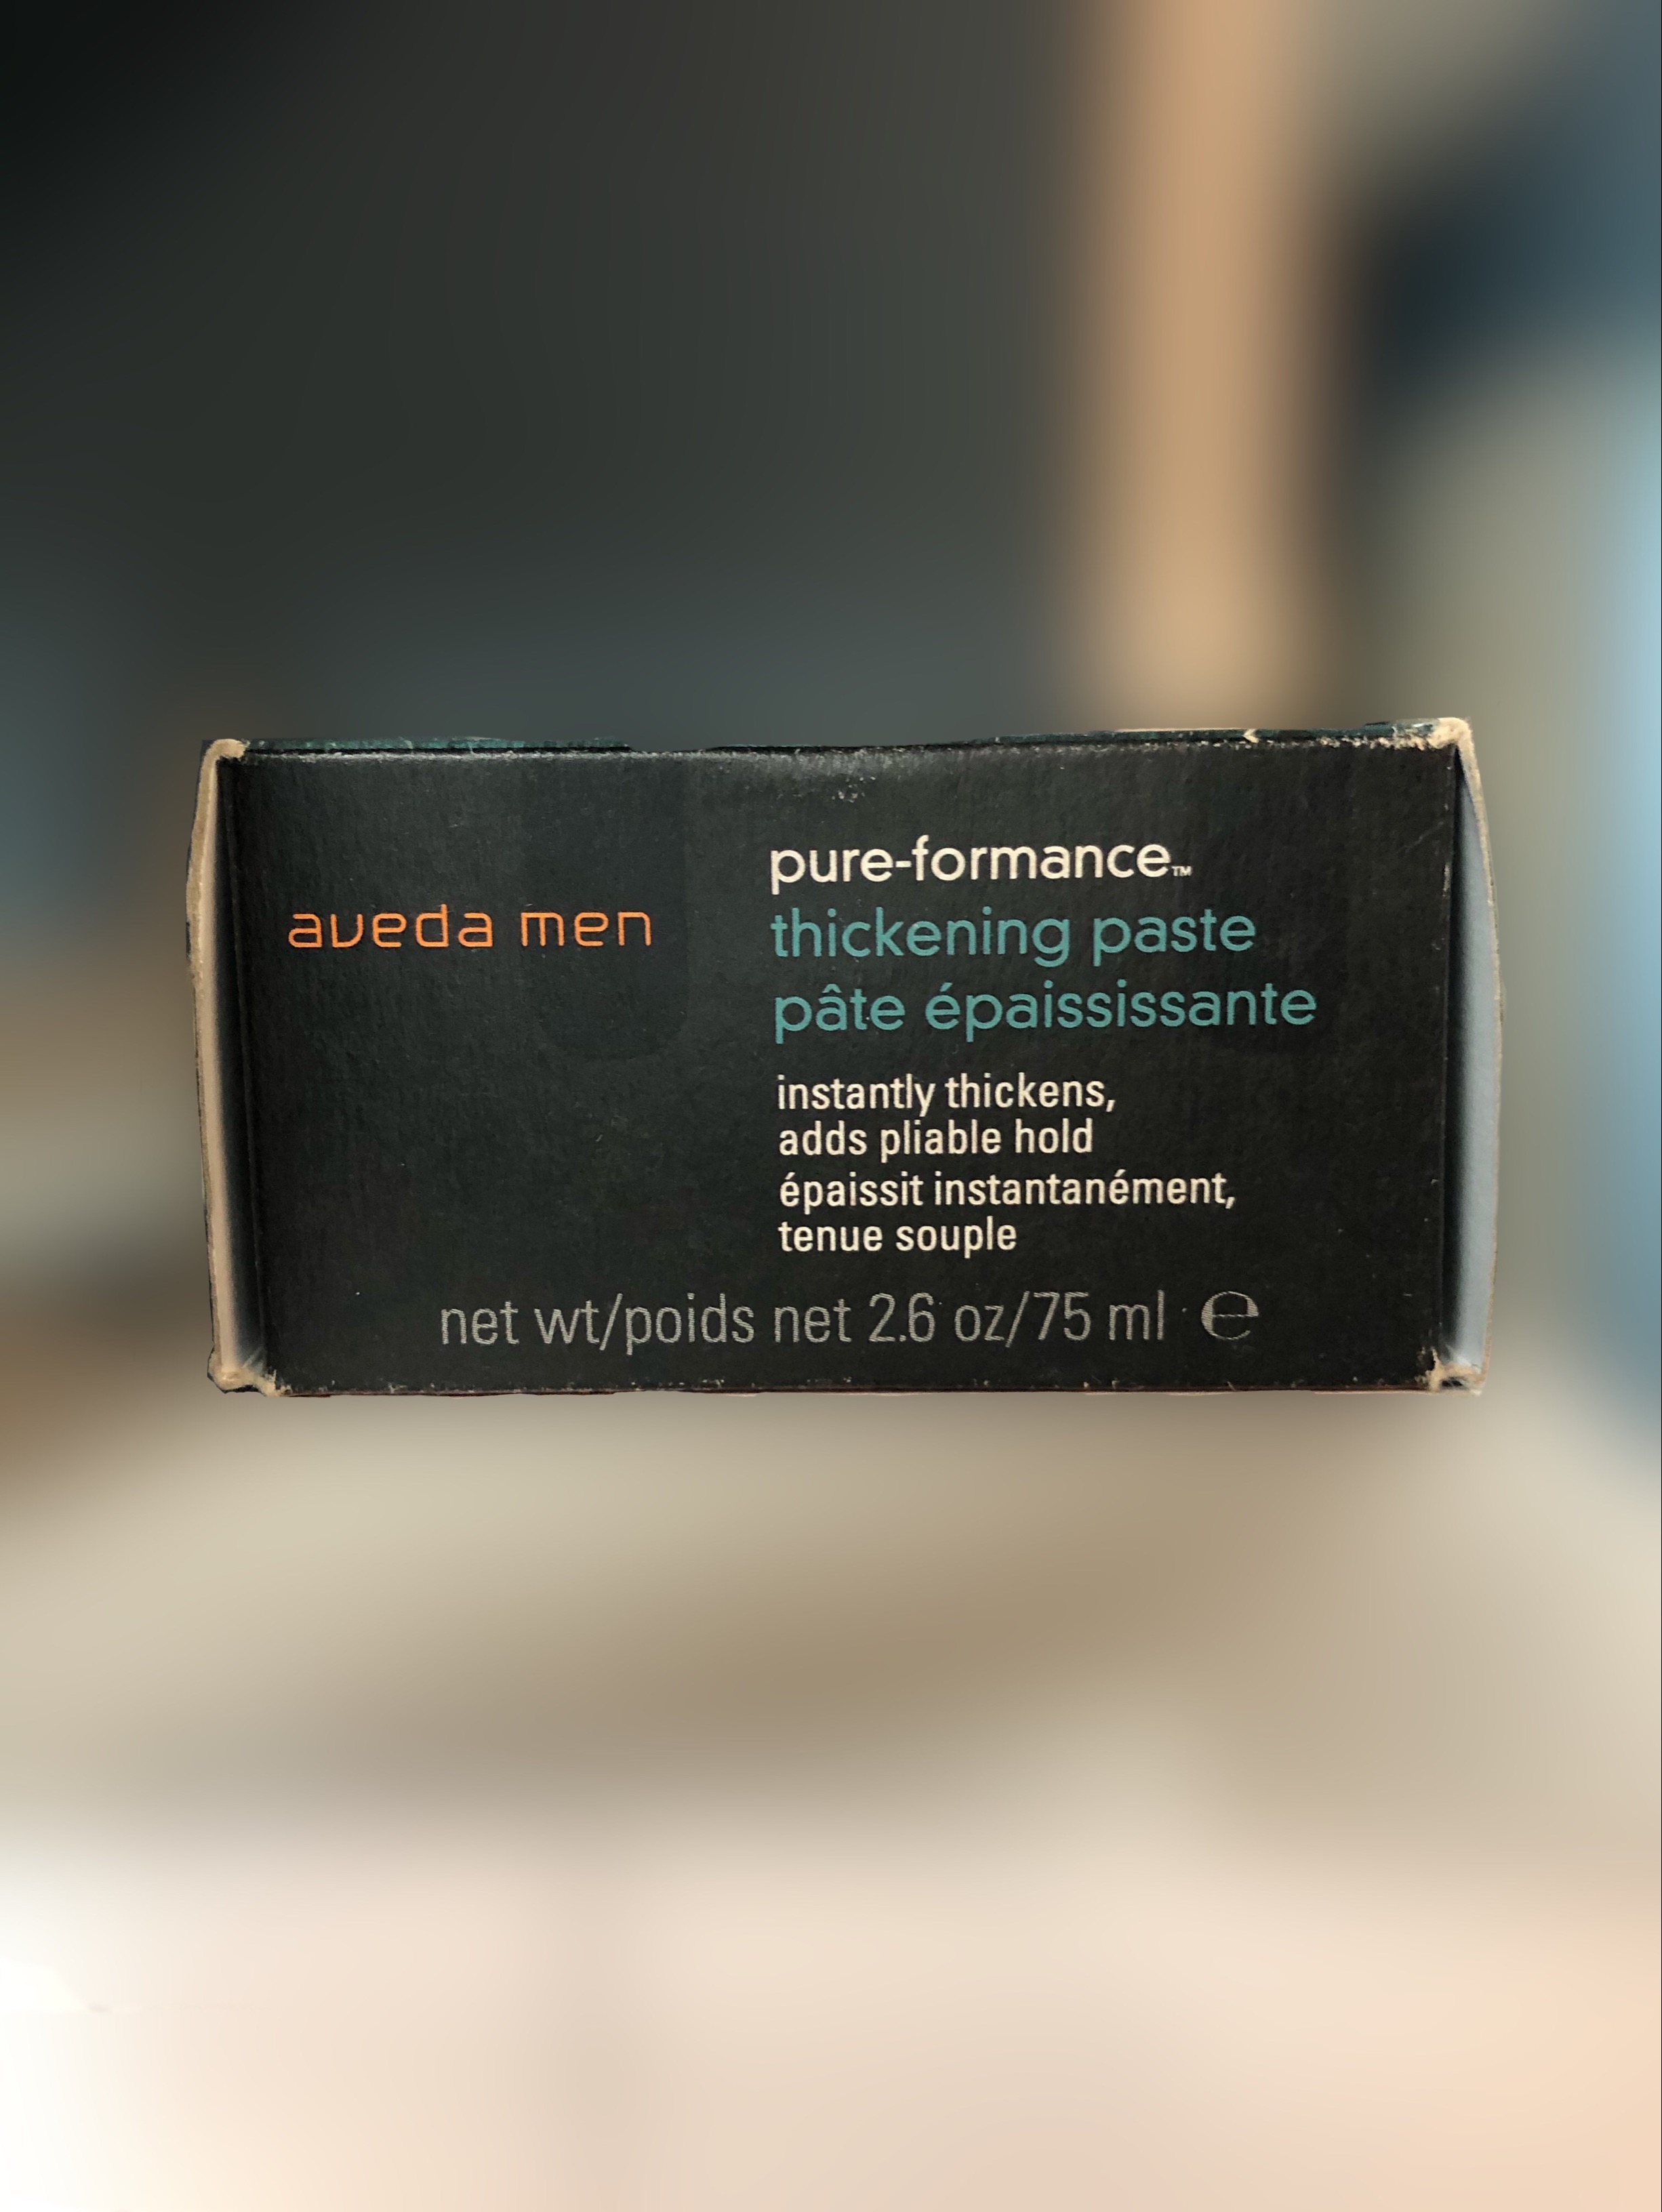 aveda men
pure-formance™
thickening paste
pâte épaississante
instantly thickens,
adds pliable hold
épaissit instantanément,
tenue souple
net wt/poids net 2.6 oz/75 ml ℮